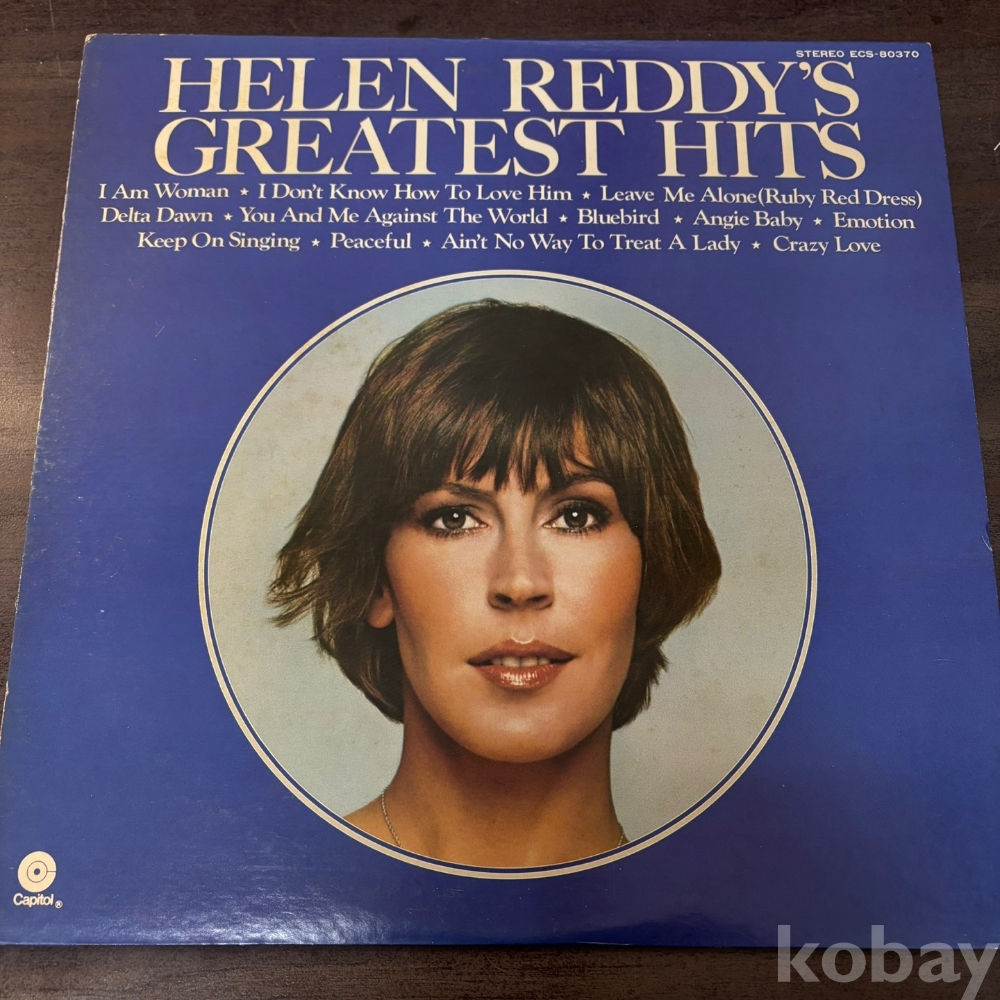 STEREO ECS-80370
HELEN REDDY'S
GREATEST HITS
I Am Woman ★ I Don't Know How To Love Him ★ Leave Me Alone(Ruby Red Dress)
Delta Dawn ★ You And Me Against The World ★ Bluebird ★ Angie Baby ★ Emotion
Keep On Singing ★ Peaceful ★ Ain't No Way To Treat A Lady ★ Crazy Love
Capitol®
kobay